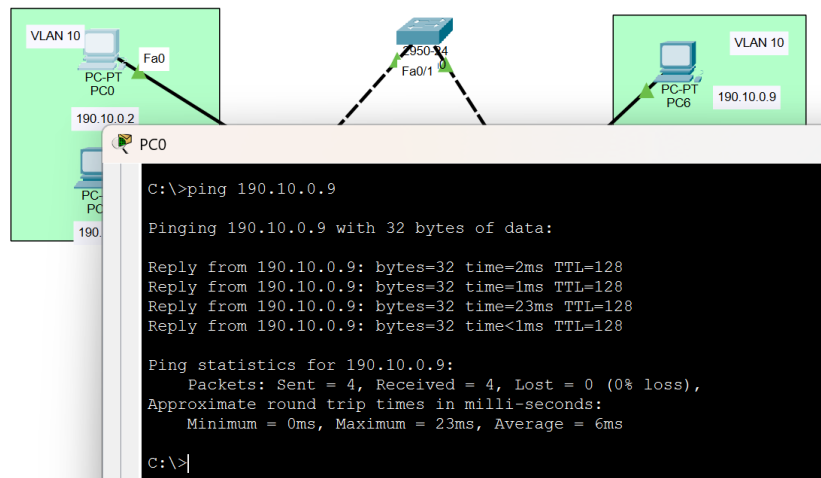 VLAN 10
Fa0
PC-PT
PC0
190.10.0.2
PC-
PC
190.
2950-24
Fa0/1
VLAN 10
PC-PT
PC6
190.10.0.9
PC0
C:\>ping 190.10.0.9
Pinging 190.10.0.9 with 32 bytes of data:
Reply from 190.10.0.9: bytes=32 time=2ms TTL=128
Reply from 190.10.0.9: bytes=32 time=1ms TTL=128
Reply from 190.10.0.9: bytes=32 time=23ms TTL=128
Reply from 190.10.0.9: bytes=32 time<1ms TTL=128
Ping statistics for 190.10.0.9:
Packets: Sent = 4, Received = 4, Lost = 0 (0% loss),
Approximate round trip times in milli-seconds:
Minimum = 0ms, Maximum = 23ms, Average = 6ms
C:\>